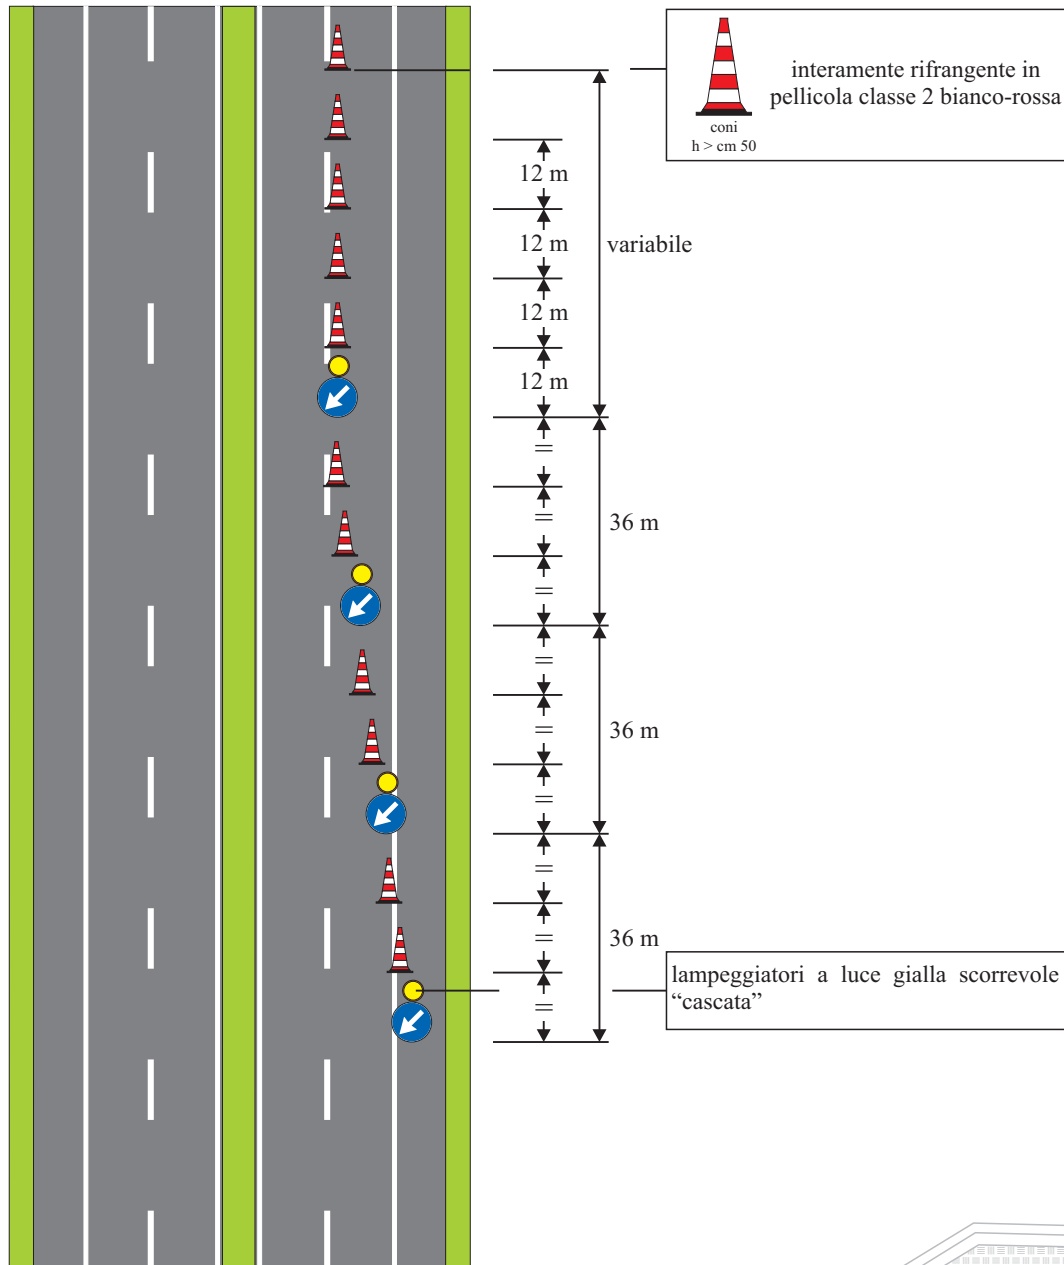 interamente rifrangente in
pellicola classe 2 bianco-rossa
coni
h > cm 50
12 m
12 m
variabile
12 m
12 m
=
=
36 m
=
=
=
36 m
=
=
=
36 m
=
lampeggiatori a luce gialla scorrevole
“cascata”